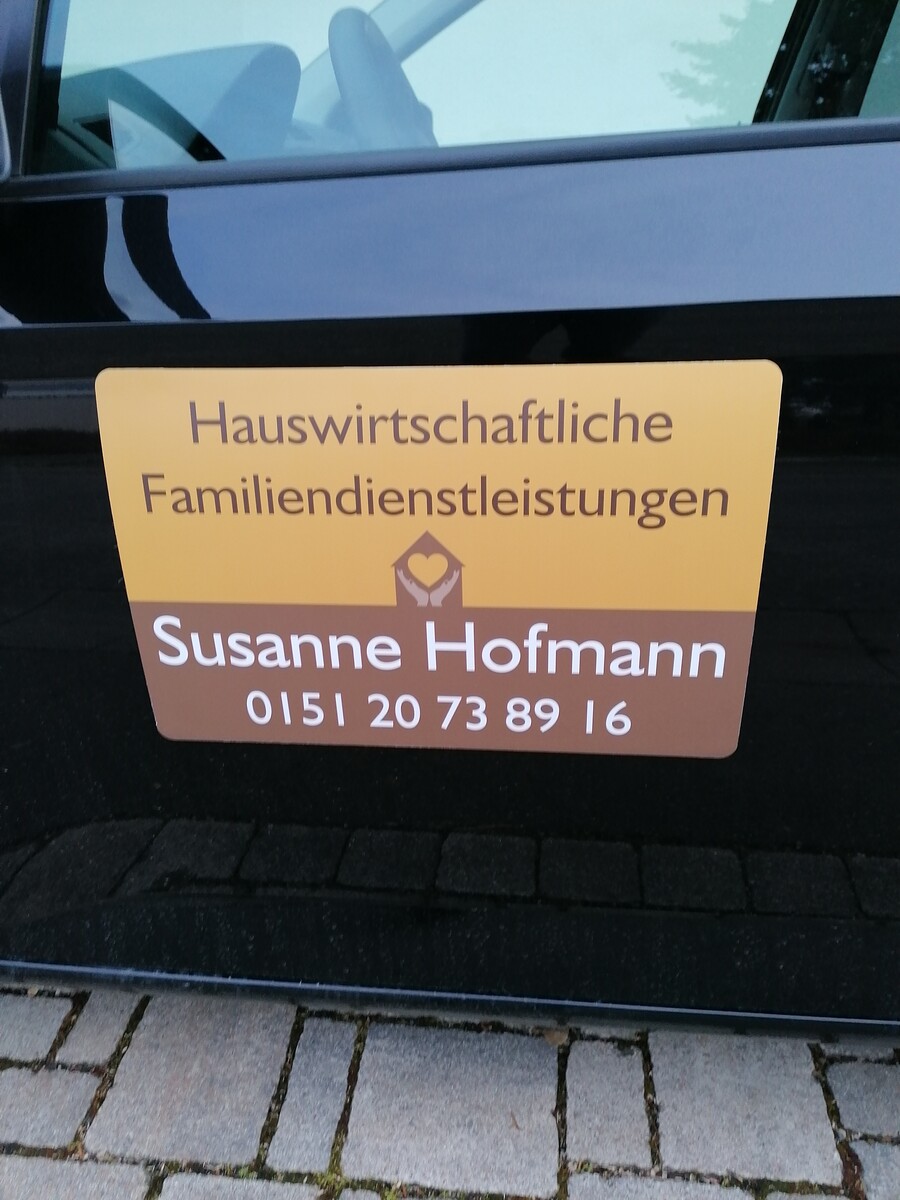 Hauswirtschaftliche
Familiendienstleistungen
Susanne Hofmann
0151 20 73 89 16